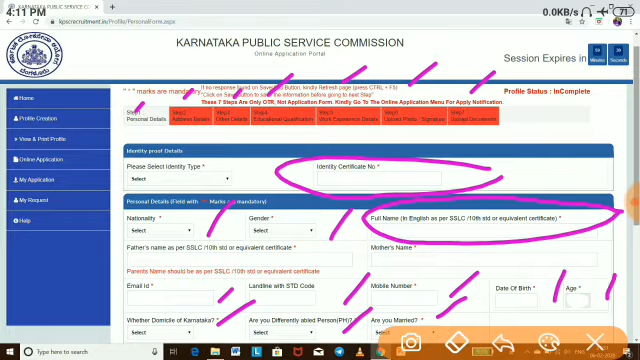 4:11 PM
0.0KB/s
71
KARNATAKA PUBLIC SERVICE COMMISSION
kpscrecruitment.in/Profile/PersonalForm.aspx
KARNATAKA PUBLIC SERVICE COMMISSION
Online Application Portal
Session Expires in
Minutes
Seconds
"*" marks are mandatory
If no response found on Save Button, kindly Refresh page (press CTRL + F5)
"Click on Save button to save the information before going to next Step"
These 7 Steps Are Only OTR, Not Application Form. Kindly Go To The Online Application Menu For Apply Notification.
Profile Status : InComplete
Step1 Personal Details
Step2 Address Details
Step3 Other Details
Step4 Educational Qualification
Step5 Work Experience Details
Step6 Upload Photo / Signature
Step7 Upload Documents
Home
Profile Creation
View & Print Profile
Online Application
My Application
My Request
Help
Identity proof Details
Please Select Identity Type *
Identity Certificate No *
Select
Personal Details (Field with * Marks are mandatory)
Nationality *
Gender *
Full Name (In English as per SSLC /10th std or equivalent certificate) *
Select
Select
Father's name as per SSLC /10th std or equivalent certificate *
Mother's Name *
Parents Name should be as per SSLC /10th std or equivalent certificate
Email Id *
Landline with STD Code
Mobile Number *
Date Of Birth *
Age *
Whether Domicile of Karnataka? *
Are you Differently abled Person(PH)? *
Are you Married? *
Select
Select
Select
Type here to search